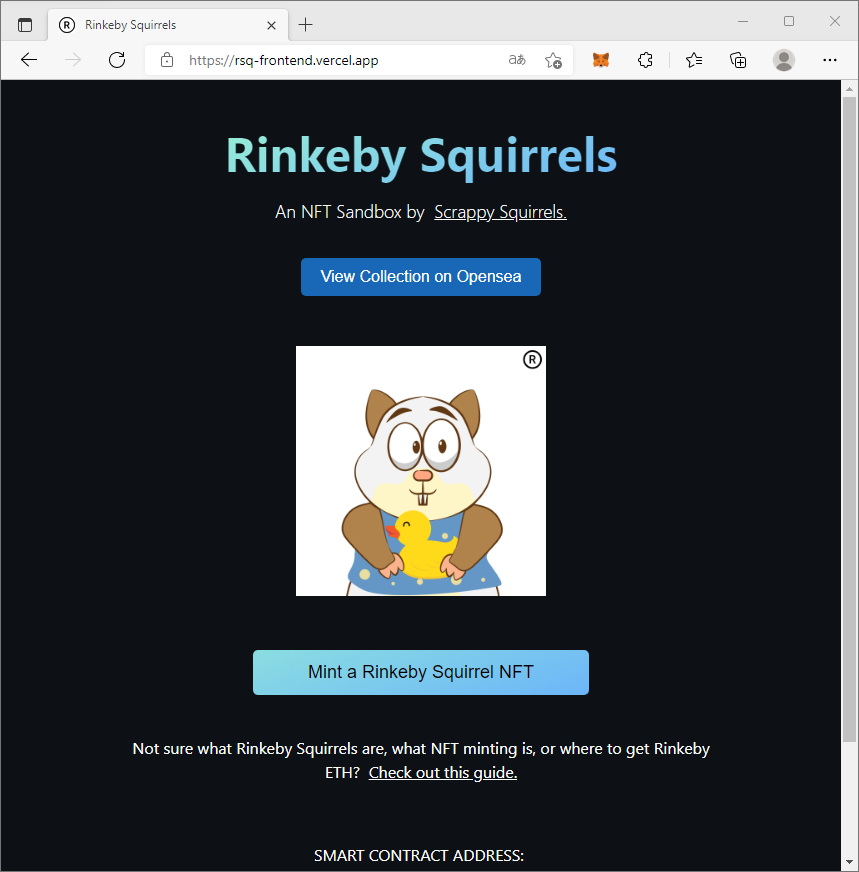 Rinkeby Squirrels
https://rsq-frontend.vercel.app
aあ
Rinkeby Squirrels
An NFT Sandbox by Scrappy Squirrels.
View Collection on Opensea
®
Mint a Rinkeby Squirrel NFT
Not sure what Rinkeby Squirrels are, what NFT minting is, or where to get Rinkeby
ETH? Check out this guide.
SMART CONTRACT ADDRESS: